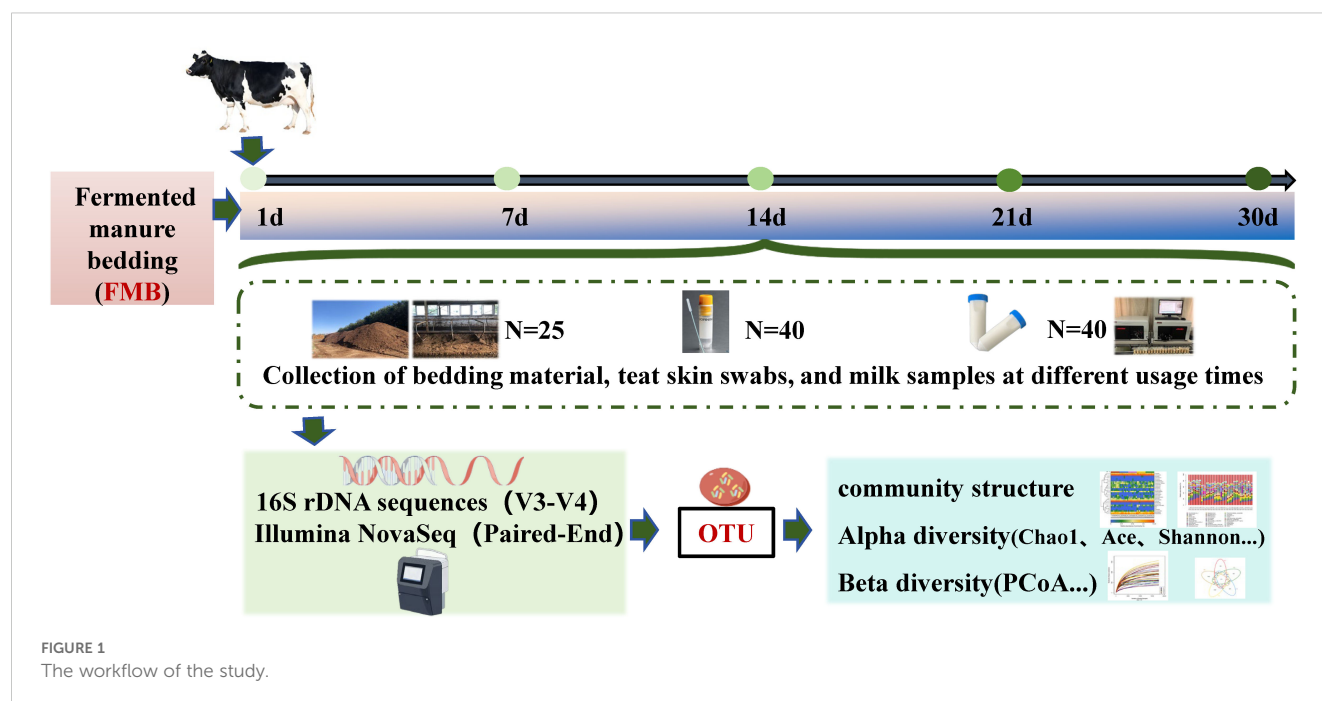 Fermented
manure
bedding
(FMB)
1d 7d 14d 21d 30d
N=25 N=40 N=40
Collection of bedding material, teat skin swabs, and milk samples at different usage times
16S rDNA sequences（V3-V4）
Illumina NovaSeq（Paired-End）
OTU
community structure
Alpha diversity(Chao1、Ace、Shannon...)
Beta diversity(PCoA...)
FIGURE 1
The workflow of the study.